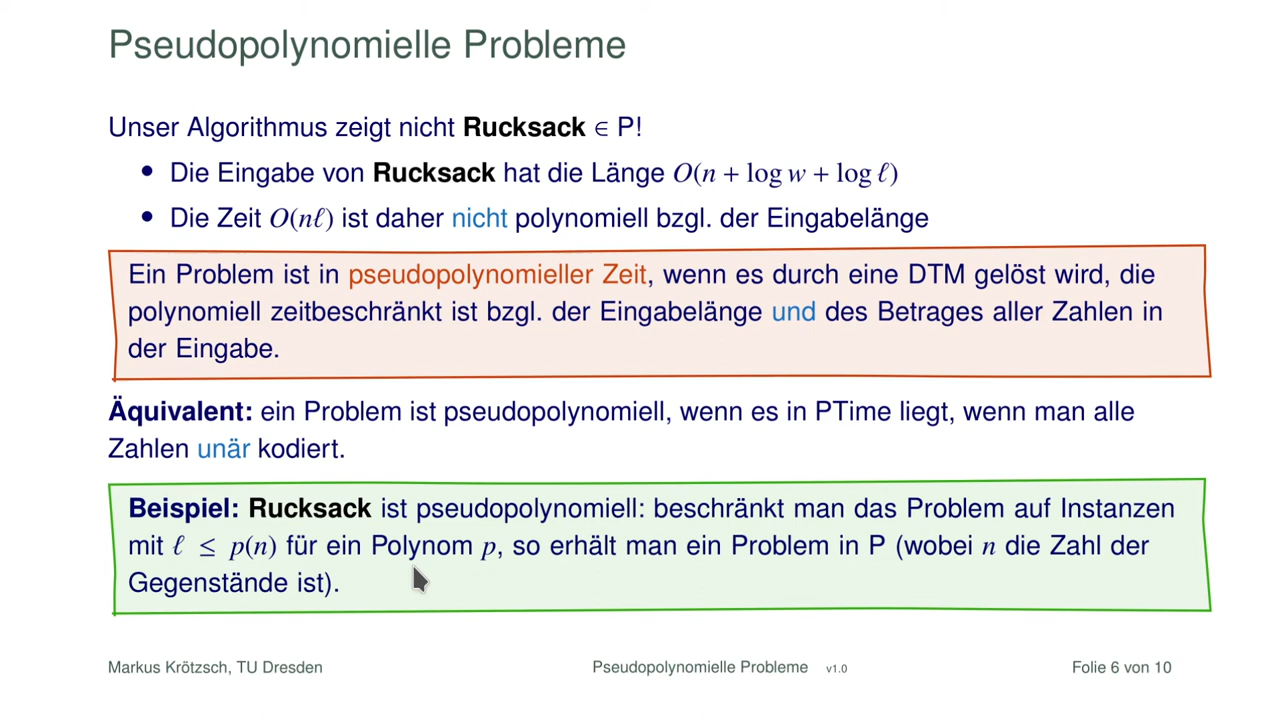 Pseudopolynomielle Probleme
Unser Algorithmus zeigt nicht Rucksack ∈ P!
• Die Eingabe von Rucksack hat die Länge O(n + log w + log ℓ)
• Die Zeit O(nℓ) ist daher nicht polynomiell bzgl. der Eingabelänge
Ein Problem ist in pseudopolynomieller Zeit, wenn es durch eine DTM gelöst wird, die
polynomiell zeitbeschränkt ist bzgl. der Eingabelänge und des Betrages aller Zahlen in
der Eingabe.
Äquivalent: ein Problem ist pseudopolynomiell, wenn es in PTime liegt, wenn man alle
Zahlen unär kodiert.
Beispiel: Rucksack ist pseudopolynomiell: beschränkt man das Problem auf Instanzen
mit ℓ ≤ p(n) für ein Polynom p, so erhält man ein Problem in P (wobei n die Zahl der
Gegenstände ist).
Markus Krötzsch, TU Dresden Pseudopolynomielle Probleme v1.0 Folie 6 von 10